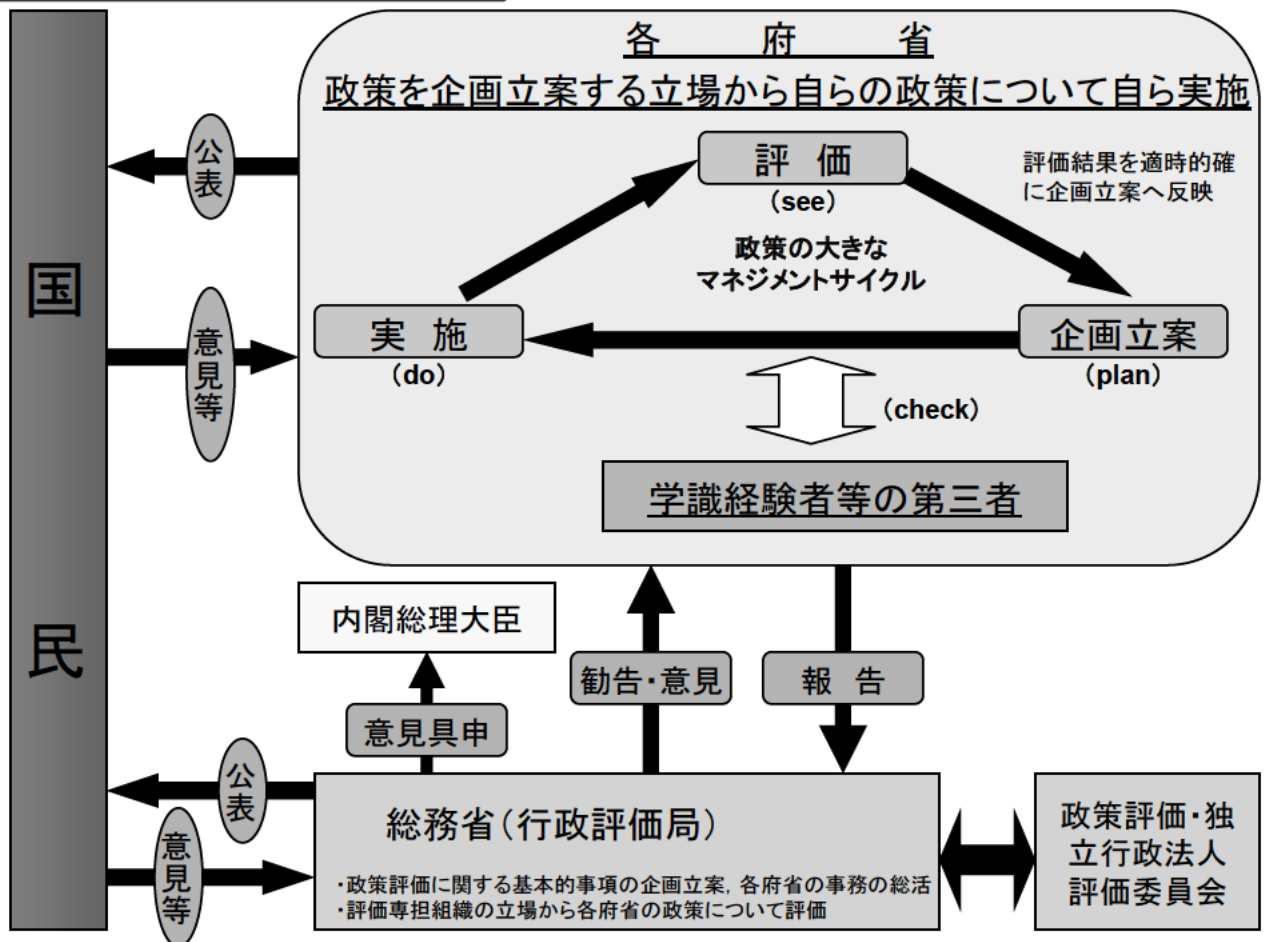 各府省
政策を企画立案する立場から自らの政策について自ら実施
公表
評価
(see)
評価結果を適時的確
に企画立案へ反映
政策の大きな
マネジメントサイクル
国民
意見等
実施
(do)
企画立案
(plan)
(check)
学識経験者等の第三者
内閣総理大臣
勧告・意見
報告
意見具申
公表
意見等
総務省(行政評価局)
・政策評価に関する基本的事項の企画立案,各府省の事務の総活
・評価専担組織の立場から各府省の政策について評価
政策評価・独
立行政法人
評価委員会